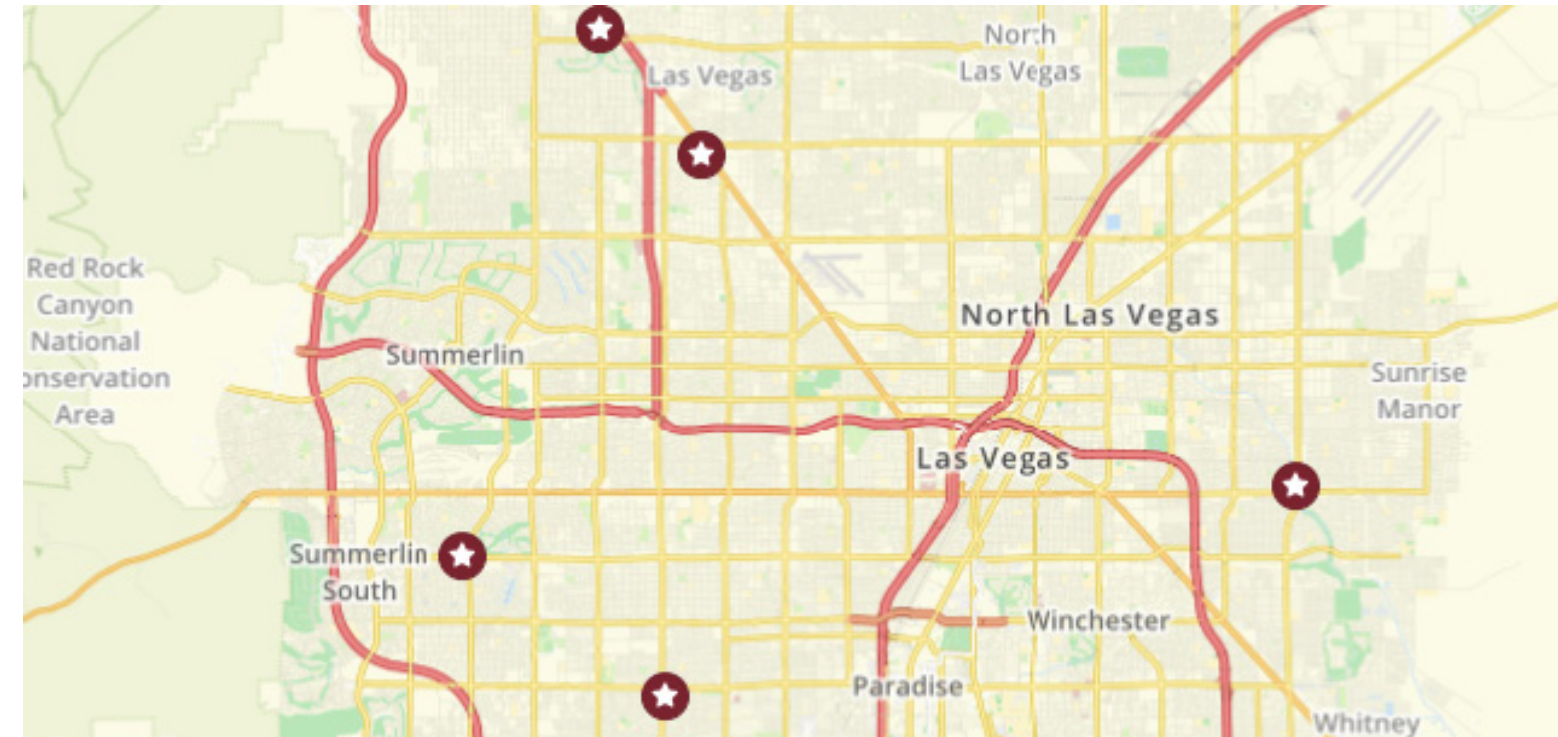 North
Las Vegas
Las Vegas
Red Rock
Canyon
National
onservation
Area
North Las Vegas
Summerlin
Sunrise
Manor
Las Vegas
Summerlin
South
Winchester
Paradise
Whitney